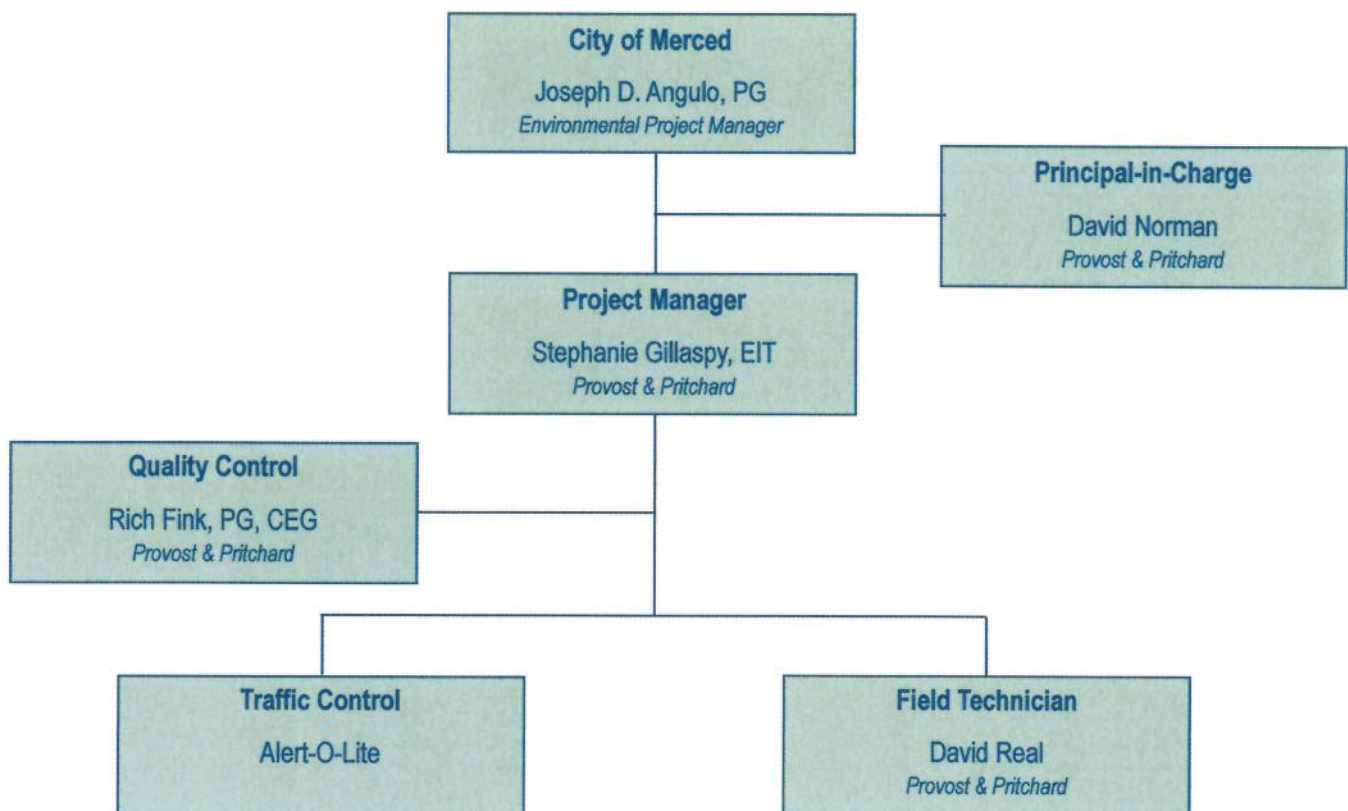 City of Merced
Joseph D. Angulo, PG
Environmental Project Manager
Principal-in-Charge
David Norman
Provost & Pritchard
Project Manager
Stephanie Gillaspy, EIT
Provost & Pritchard
Quality Control
Rich Fink, PG, CEG
Provost & Pritchard
Traffic Control
Alert-O-Lite
Field Technician
David Real
Provost & Pritchard